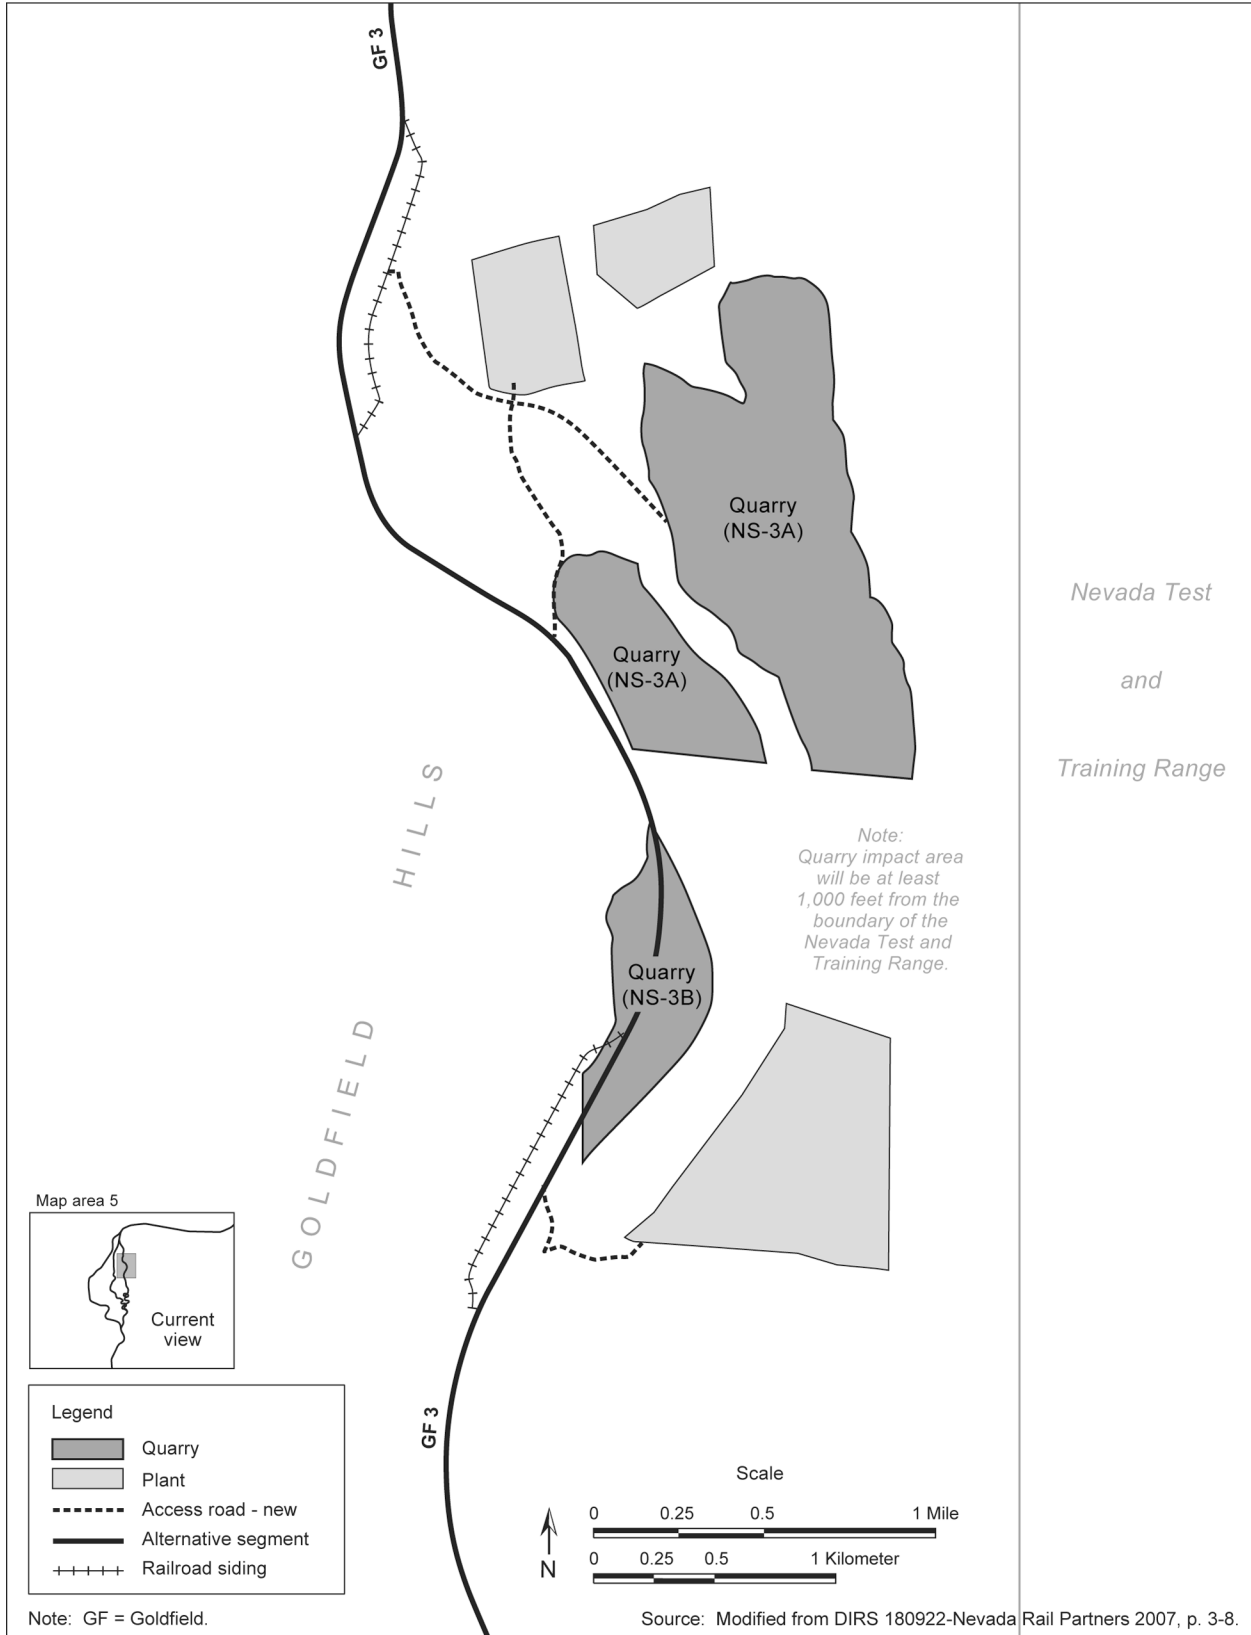 GF 3
Quarry
(NS-3A)
Nevada Test
and
Training Range
Quarry
(NS-3A)
HILLS
Note:
Quarry impact area
will be at least
1,000 feet from the
boundary of the
Nevada Test and
Training Range.
Quarry
(NS-3B)
GOLDFIELD
Map area 5
Current
view
Legend
Quarry
Plant
Access road - new
Alternative segment
Railroad siding
GF 3
Scale
0 0.25 0.5 1 Mile
0 0.25 0.5 1 Kilometer
N
Note: GF = Goldfield.
Source: Modified from DIRS 180922-Nevada Rail Partners 2007, p. 3-8.